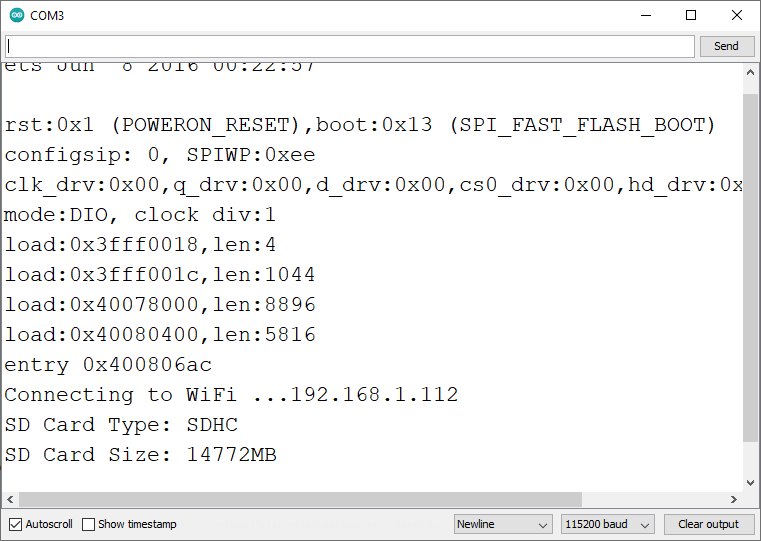 COM3
Send
ets Jun  8 2016 00:22:57
rst:0x1 (POWERON_RESET),boot:0x13 (SPI_FAST_FLASH_BOOT)
configsip: 0, SPIWP:0xee
clk_drv:0x00,q_drv:0x00,d_drv:0x00,cs0_drv:0x00,hd_drv:0x
mode:DIO, clock div:1
load:0x3fff0018,len:4
load:0x3fff001c,len:1044
load:0x40078000,len:8896
load:0x40080400,len:5816
entry 0x400806ac
Connecting to WiFi ...192.168.1.112
SD Card Type: SDHC
SD Card Size: 14772MB
Autoscroll Show timestamp Newline 115200 baud Clear output